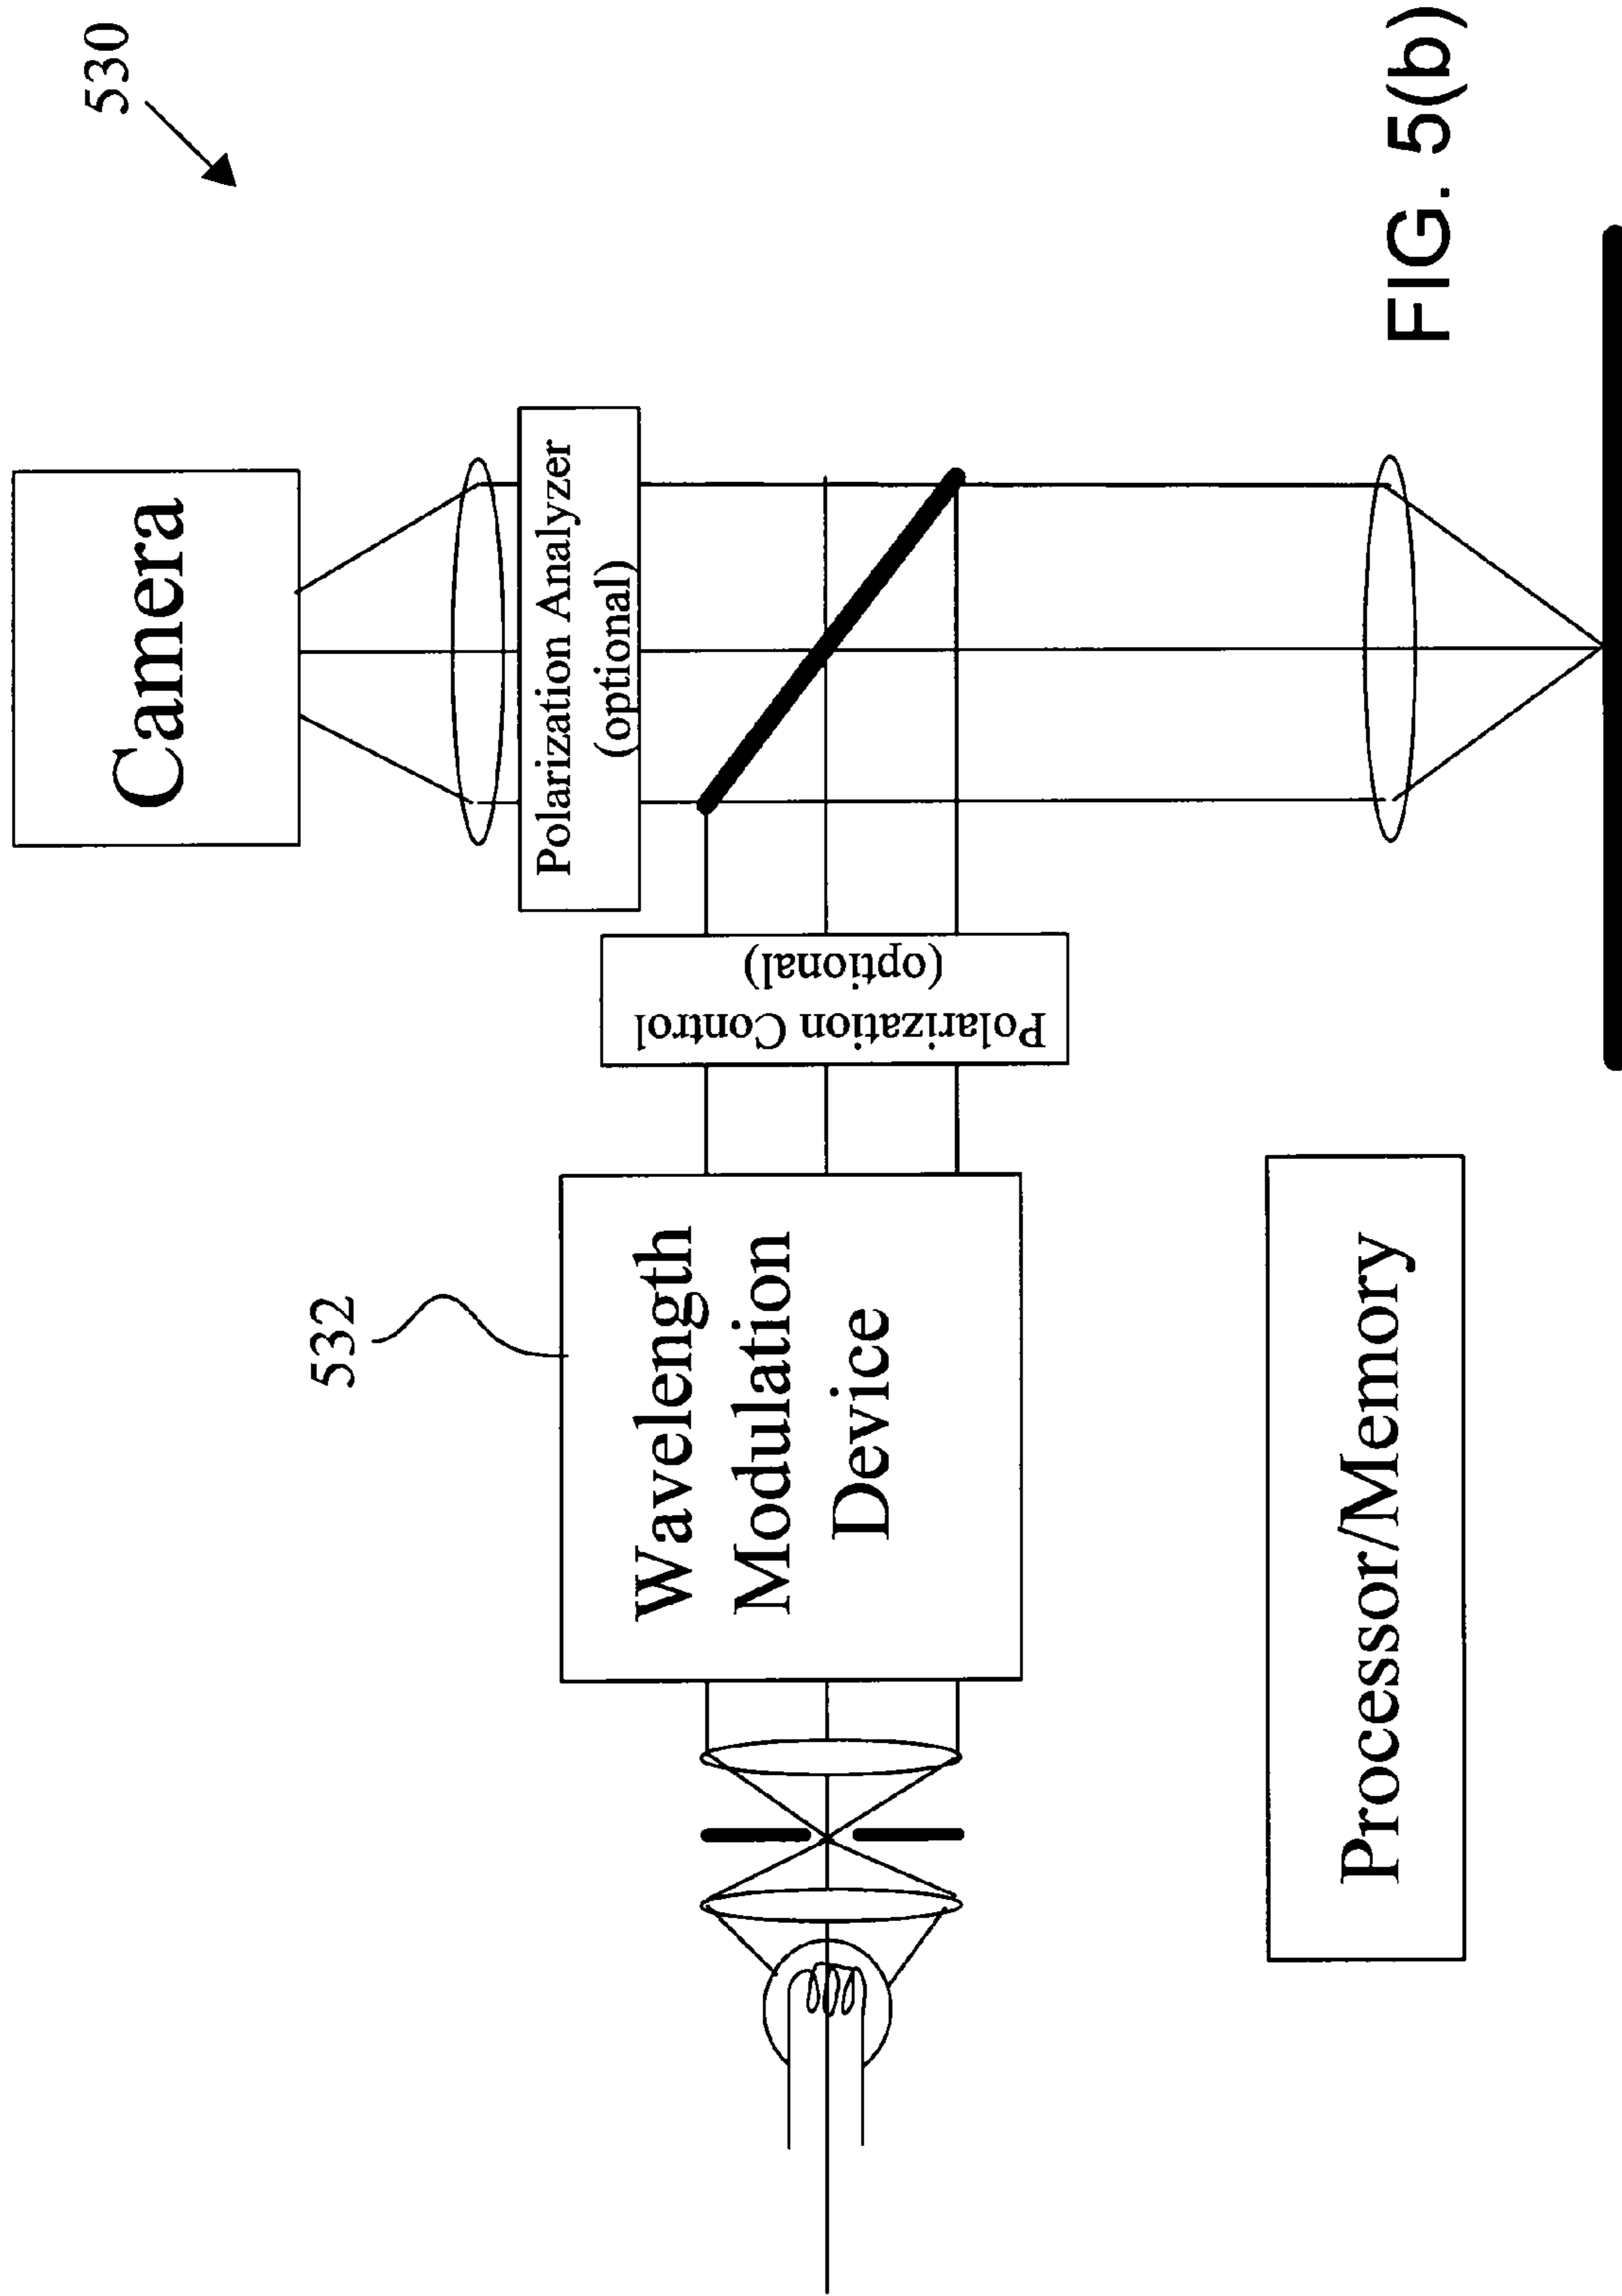 530
Camera
Polarization Analyzer
(optional)
Polarization Control
(optional)
532
Wavelength
Modulation
Device
Processor/Memory
FIG. 5(b)